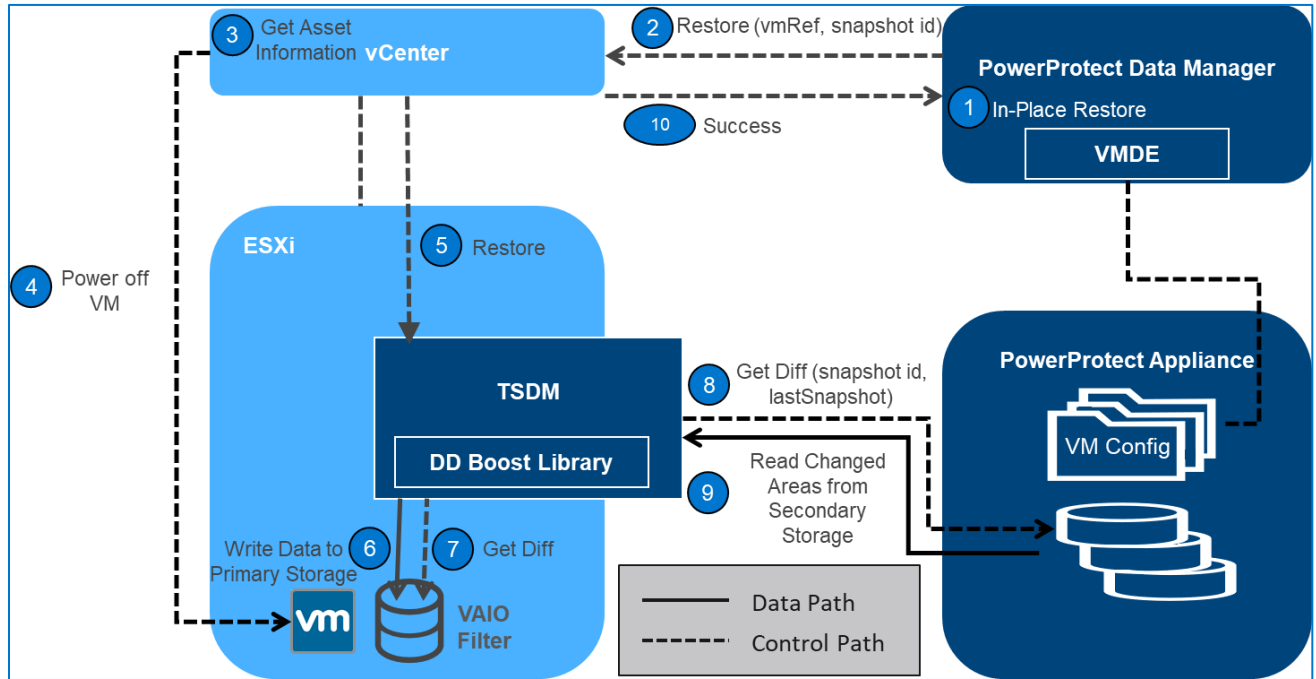 3
Get Asset
Information
vCenter
2
Restore (vmRef, snapshot id)
10
Success
PowerProtect Data Manager
1
In-Place Restore
VMDE
4
Power off
VM
ESXi
5
Restore
TSDM
DD Boost Library
8
Get Diff (snapshot id,
lastSnapshot)
9
Read Changed
Areas from
Secondary
Storage
PowerProtect Appliance
VM Config
Write Data to
Primary Storage
6
7
Get Diff
vm
VAIO
Filter
Data Path
Control Path